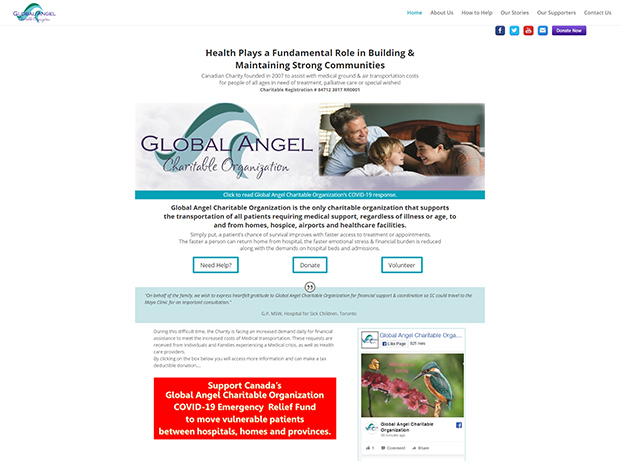 GLOBAL ANGEL
Charitable Organization
Home About Us How to Help Our Stories Our Supporters Contact Us
Donate Now
Health Plays a Fundamental Role in Building &
Maintaining Strong Communities
Canadian Charity founded in 2007 to assist with medical ground & air transportation costs
for people of all ages in need of treatment, palliative care or special wished
Charitable Registration # 84712 3817 RR0001
GLOBAL ANGEL
Charitable Organization
Click to read Global Angel Charitable Organization's COVID-19 response.
Global Angel Charitable Organization is the only charitable organization that supports
the transportation of all patients requiring medical support, regardless of illness or age, to
and from homes, hospice, airports and healthcare facilities.
Simply put, a patient's chance of survival improves with faster access to treatment or appointments.
The faster a person can return home from hospital, the faster emotional stress & financial burden is reduced
along with the demands on hospital beds and admissions.
Need Help? Donate Volunteer
"On behalf of the family, we wish to express heartfelt gratitude to Global Angel Charitable Organization for financial support & coordination so SC could travel to the
Mayo Clinic for an important consultation."
G.P, MSW, Hospital for Sick Children, Toronto
During this difficult time, the Charity is facing an increased demand daily for financial
assistance to meet the increased costs of Medical transportation. These requests are
received from Individuals and Families experiencing a Medical crisis, as well as Health
care providers.
By clicking on the box below you will access more information and can make a tax
deductible donation....
Support Canada's
Global Angel Charitable Organization
COVID-19 Emergency Relief Fund
to move vulnerable patients
between hospitals, homes and provinces.
Global Angel Charitable Orga...
Like Page 825 likes
Global Angel Charitable
Organization
minutes ago
1 Comment Share